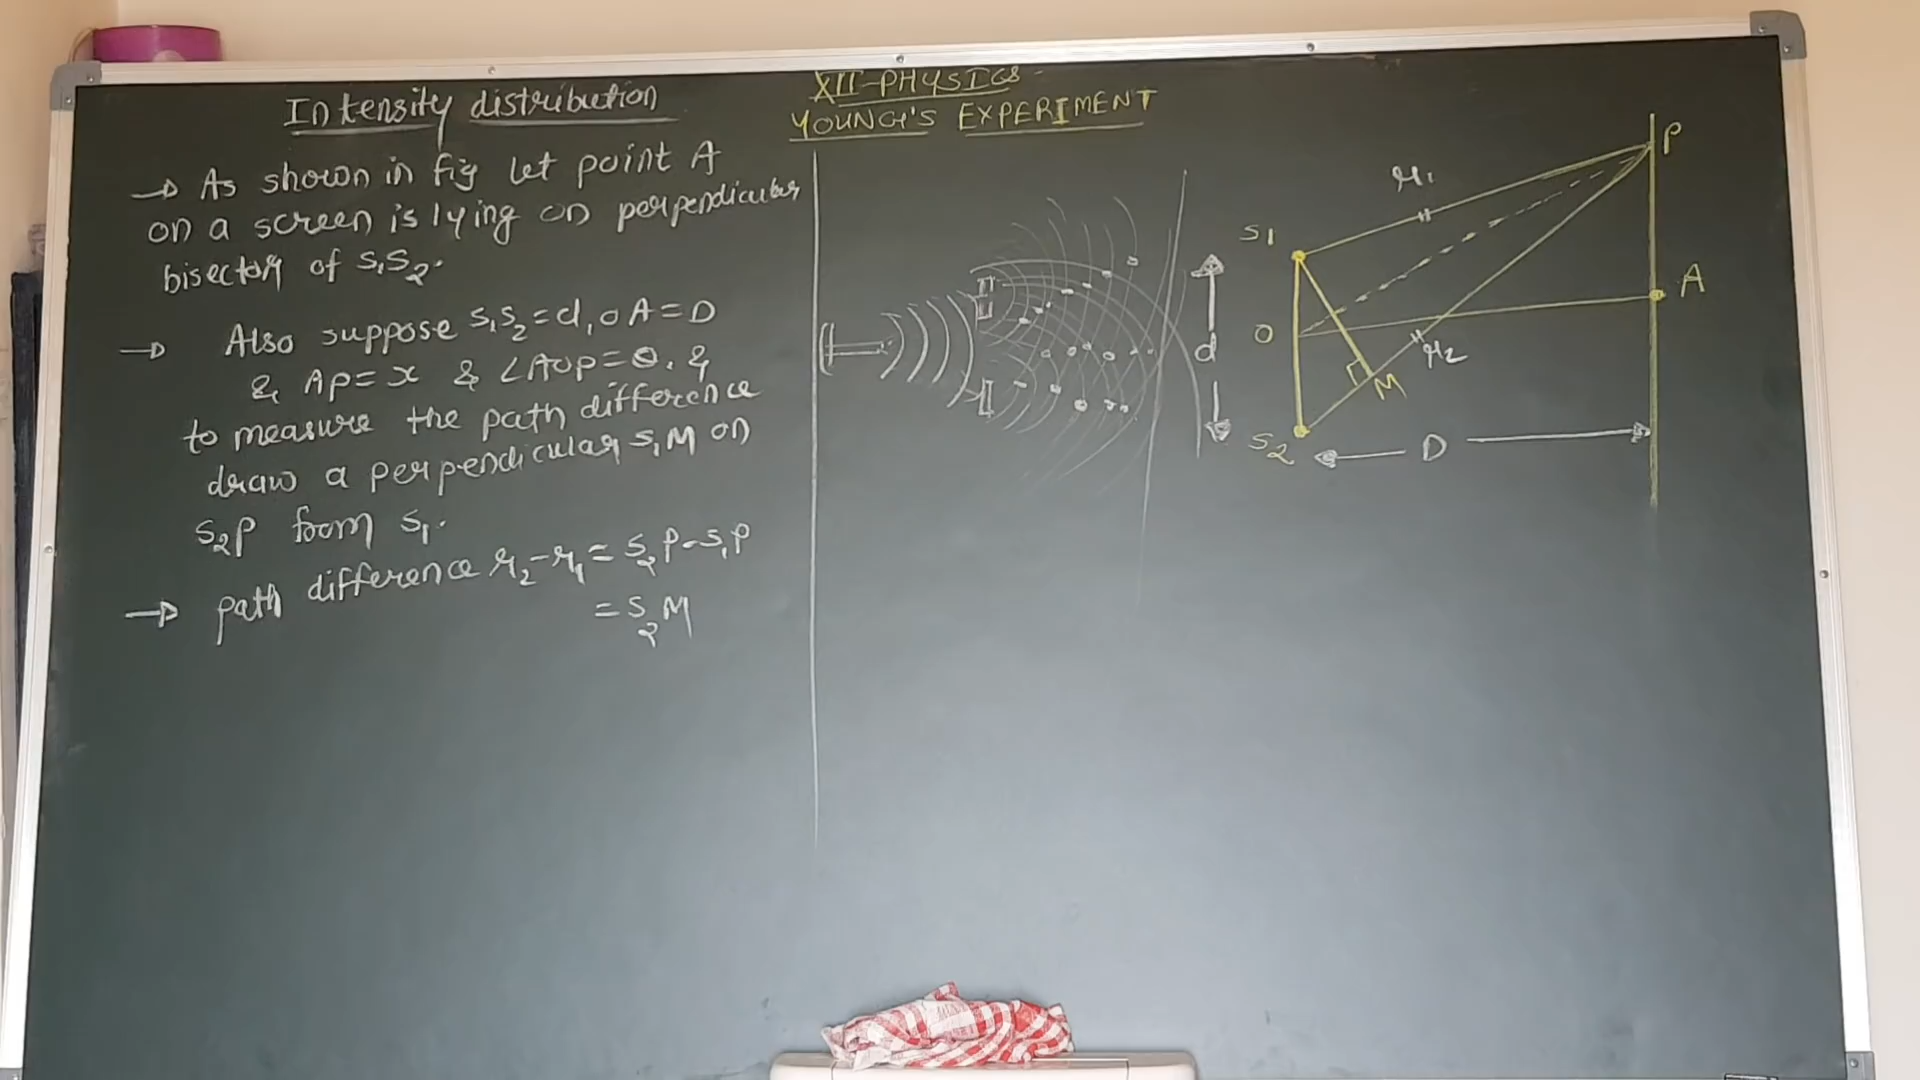 XII-PHYSICS
YOUNG'S EXPERIMENT
Intensity distribution
→ As shown in fig let point A
on a screen is lying on perpendicular
bisector of S₁S₂.
→ Also suppose S₁S₂=d, OA=D
& AP=x & ∠AOP=θ. &
to measure the path difference
draw a perpendicular S₁M on
S₂P from S₁.
→ path difference r₂-r₁ = S₂P-S₁P
= S₂M
P
r₁
S₁
A
O
d
r₂
M
S₂
D